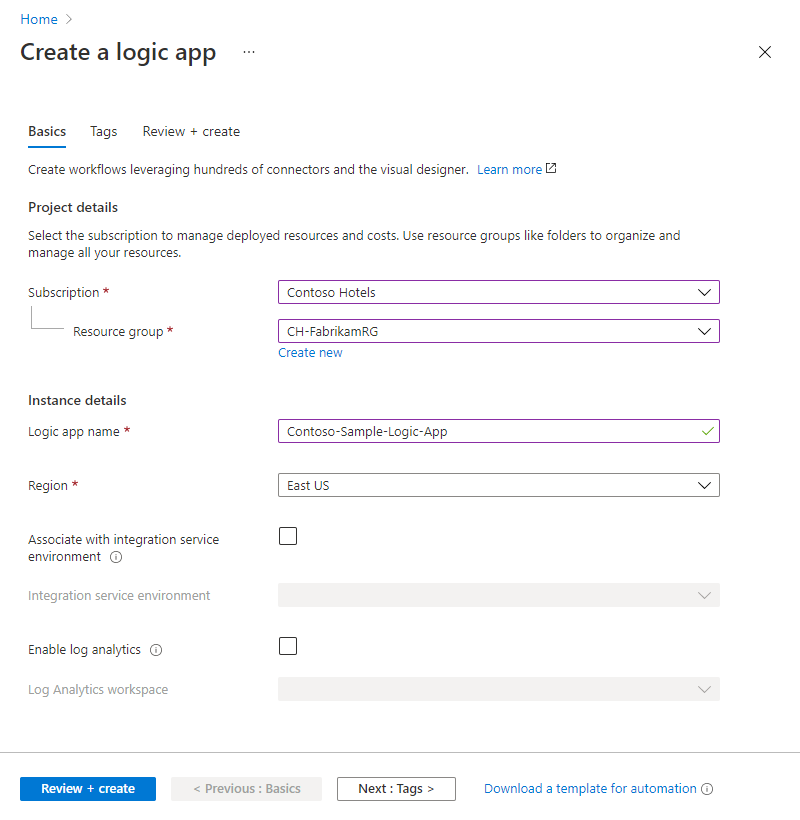 Home >
Create a logic app ...
Basics Tags Review + create
Create workflows leveraging hundreds of connectors and the visual designer. Learn more
Project details
Select the subscription to manage deployed resources and costs. Use resource groups like folders to organize and
manage all your resources.
Subscription * Contoso Hotels
Resource group * CH-FabrikamRG
Create new
Instance details
Logic app name * Contoso-Sample-Logic-App
Region * East US
Associate with integration service
environment
Integration service environment
Enable log analytics
Log Analytics workspace
Review + create < Previous : Basics Next : Tags > Download a template for automation